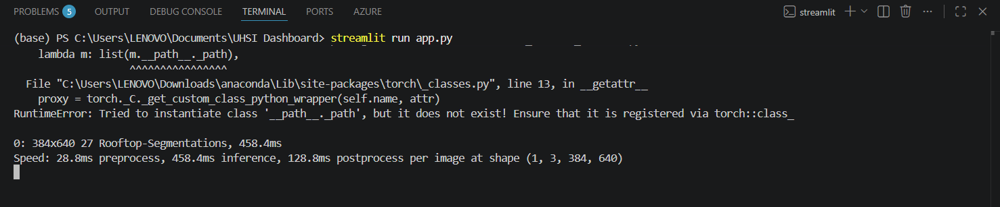 PROBLEMS 5 OUTPUT DEBUG CONSOLE TERMINAL PORTS AZURE streamlit
(base) PS C:\Users\LENOVO\Documents\UHSI Dashboard> streamlit run app.py
    lambda m: list(m.__path__._path),
                   ^^^^^^^^^^^^^^^^
  File "C:\Users\LENOVO\Downloads\anaconda\Lib\site-packages\torch\_classes.py", line 13, in __getattr__
    proxy = torch._C._get_custom_class_python_wrapper(self.name, attr)
RuntimeError: Tried to instantiate class '__path__._path', but it does not exist! Ensure that it is registered via torch::class_
0: 384x640 27 Rooftop-Segmentations, 458.4ms
Speed: 28.8ms preprocess, 458.4ms inference, 128.8ms postprocess per image at shape (1, 3, 384, 640)